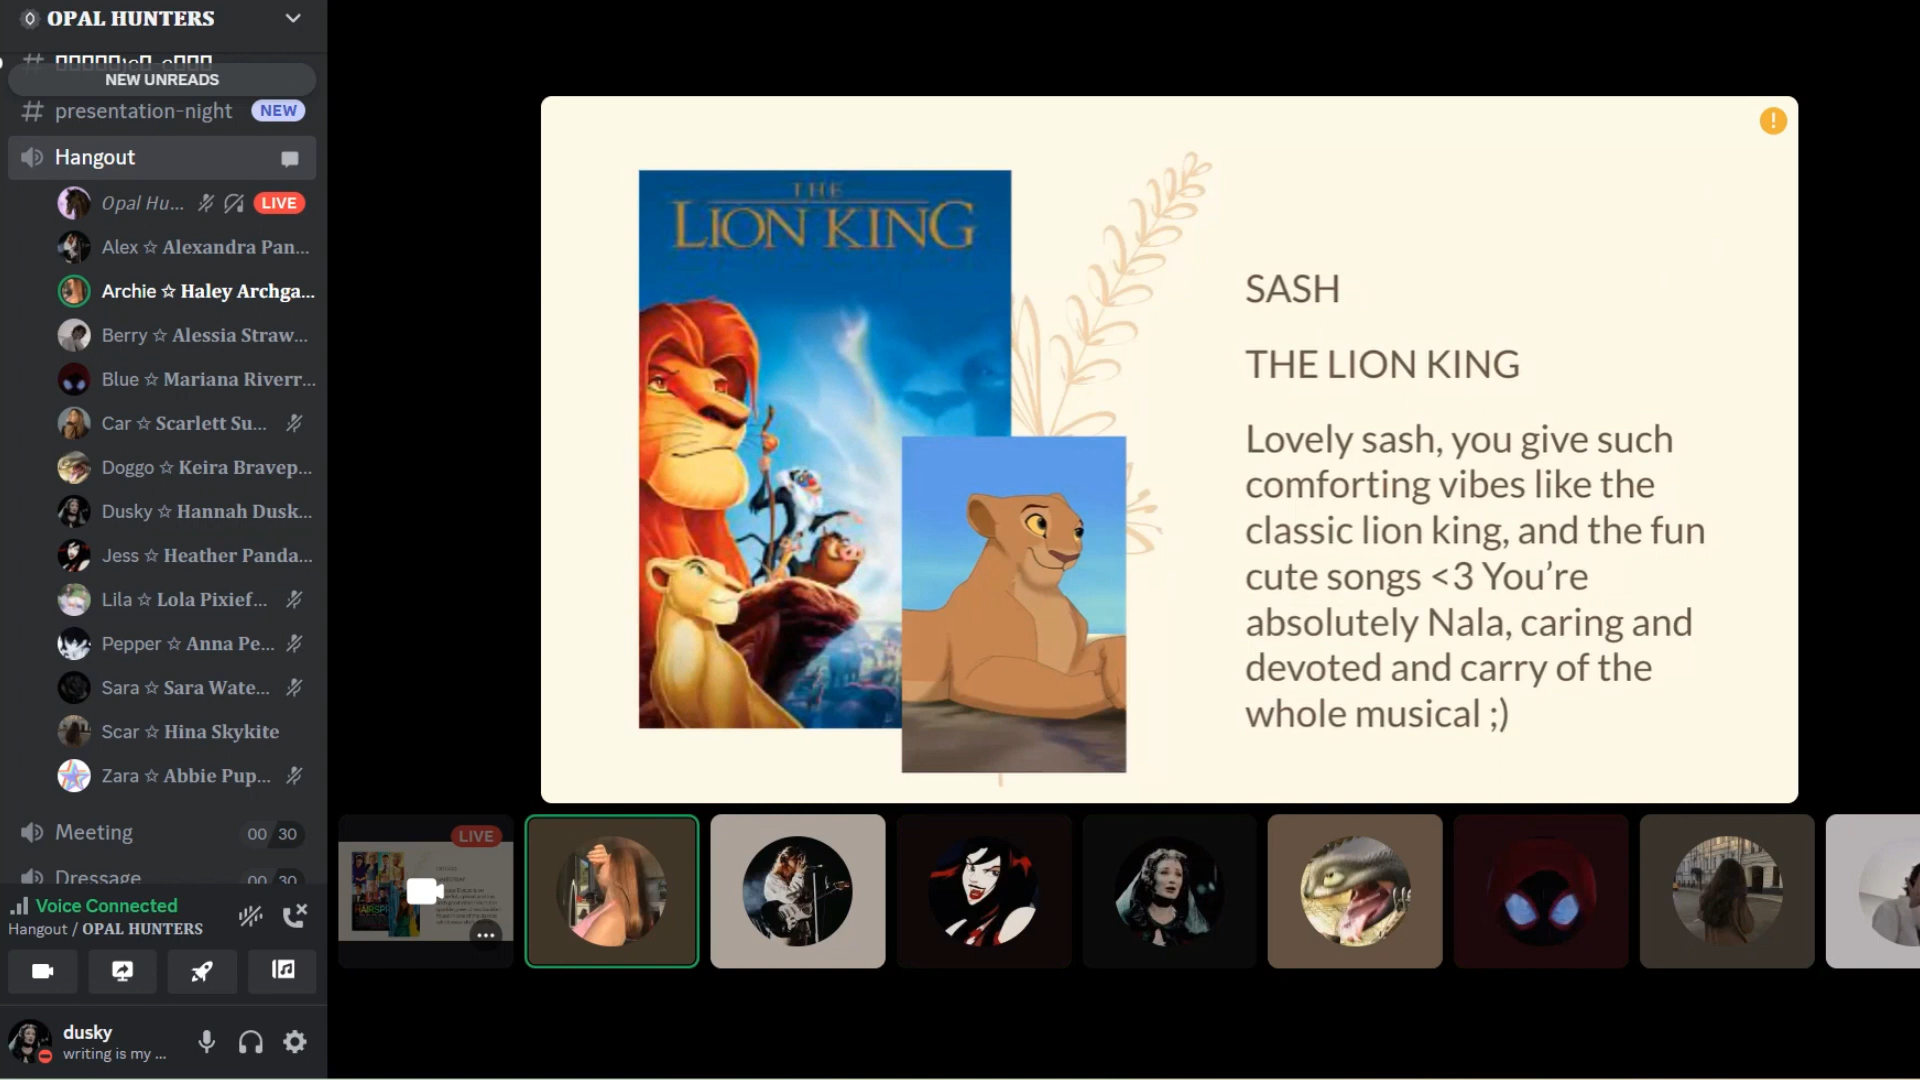 OPAL HUNTERS
NEW UNREADS
# presentation-night NEW
Hangout
Opal Hu... LIVE
Alex ☆ Alexandra Pan...
Archie ☆ Haley Archga...
Berry ☆ Alessia Straw...
Blue ☆ Mariana Riverr...
Car ☆ Scarlett Su...
Doggo ☆ Keira Bravep...
Dusky ☆ Hannah Dusk...
Jess ☆ Heather Panda...
Lila ☆ Lola Pixief...
Pepper ☆ Anna Pe...
Sara ☆ Sara Wate...
Scar ☆ Hina Skykite
Zara ☆ Abbie Pup...
Meeting 00 30
Dressage 00 30
Voice Connected
Hangout / OPAL HUNTERS
dusky
writing is my ...
THE
LION KING
SASH
THE LION KING
Lovely sash, you give such
comforting vibes like the
classic lion king, and the fun
cute songs <3 You’re
absolutely Nala, caring and
devoted and carry of the
whole musical ;)
LIVE